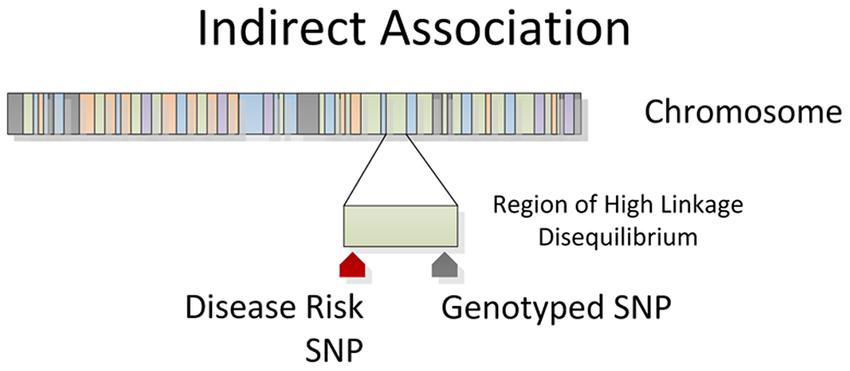 Indirect Association
Chromosome
Region of High Linkage
Disequilibrium
Disease Risk
SNP
Genotyped SNP